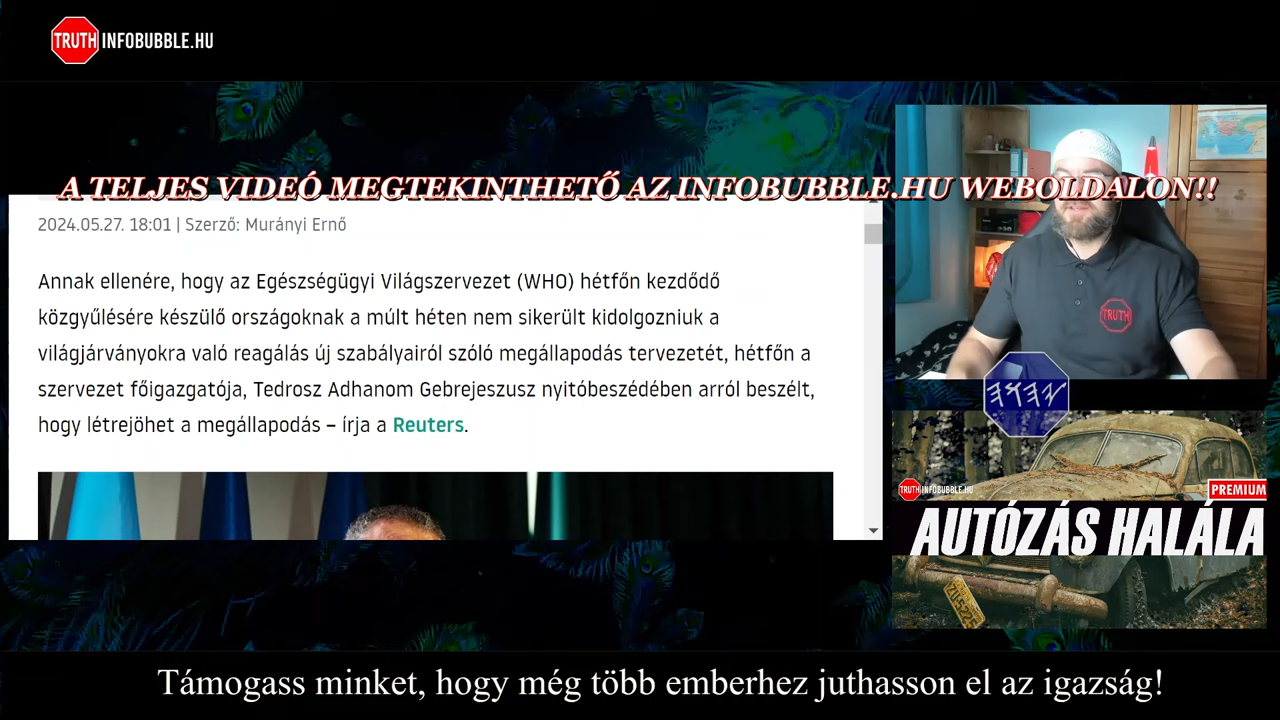 TRUTH INFOBUBBLE.HU
A TELJES VIDEÓ MEGTEKINTHETŐ AZ INFOBUBBLE.HU WEBOLDALON!!
2024.05.27. 18:01 | Szerző: Murányi Ernő
Annak ellenére, hogy az Egészségügyi Világszervezet (WHO) hétfőn kezdődő
közgyűlésére készülő országoknak a múlt héten nem sikerült kidolgozniuk a
világjárványokra való reagálás új szabályairól szóló megállapodás tervezetét, hétfőn a
szervezet főigazgatója, Tedrosz Adhanom Gebrejeszusz nyitóbeszédében arról beszélt,
hogy létrejöhet a megállapodás – írja a Reuters.
TRUTH
𐤉𐤄𐤅𐤄
TRUTH INFOBUBBLE.HU
PREMIUM
AUTÓZÁS HALÁLA
Támogass minket, hogy még több emberhez juthasson el az igazság!